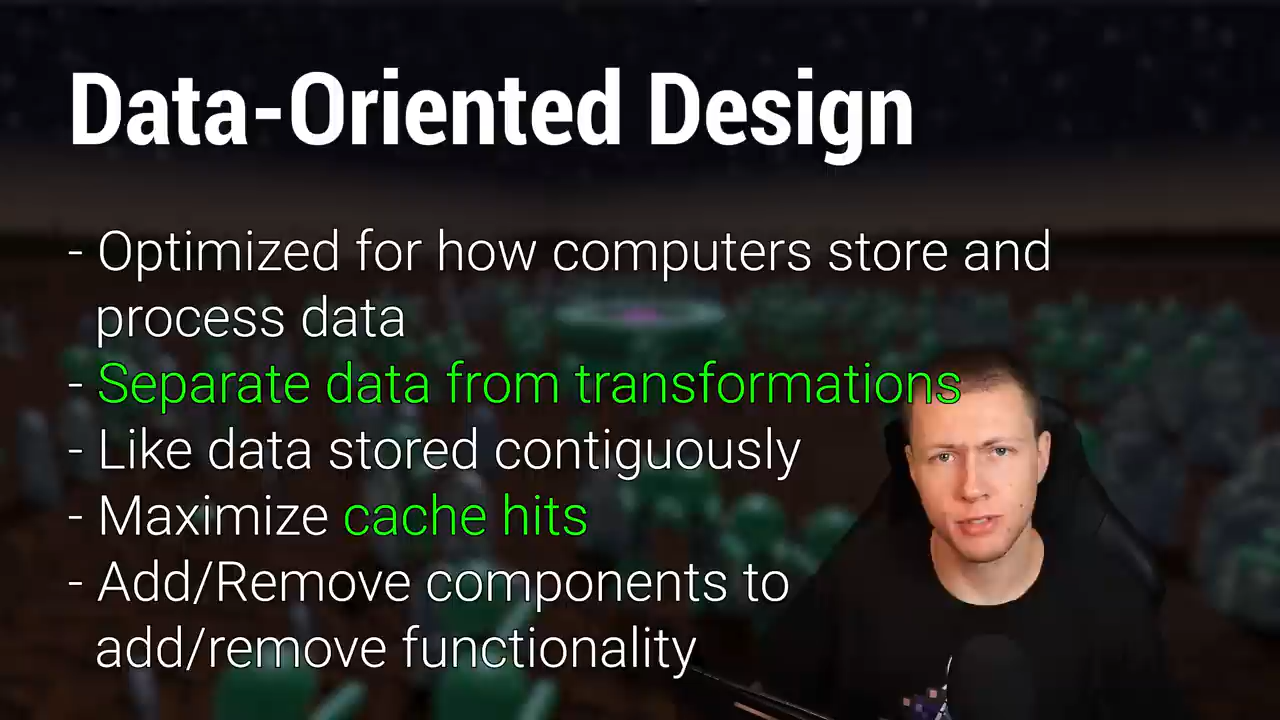 Data-Oriented Design
- Optimized for how computers store and
process data
- Separate data from transformations
- Like data stored contiguously
- Maximize cache hits
- Add/Remove components to
add/remove functionality